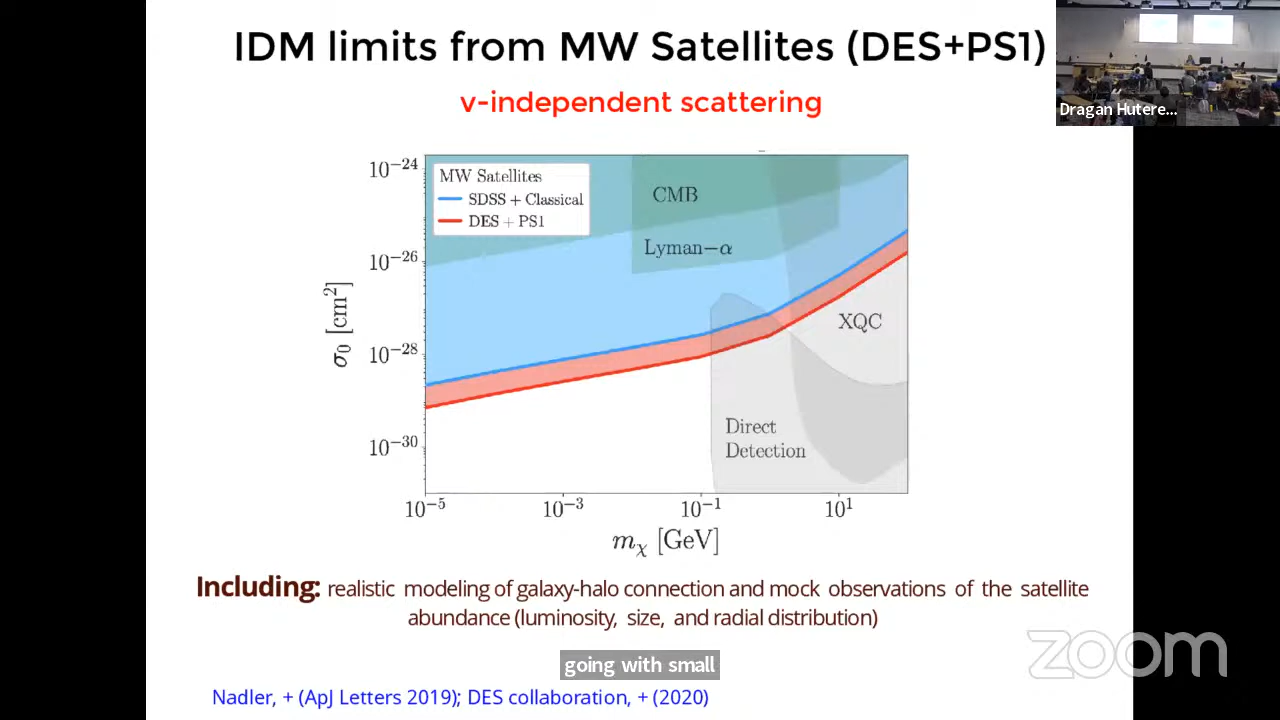 IDM limits from MW Satellites (DES+PS1)
v-independent scattering
Dragan Hutere...
MW Satellites
SDSS + Classical
DES + PS1
CMB
Lyman−α
XQC
Direct
Detection
10⁻²⁴
10⁻²⁶
10⁻²⁸
10⁻³⁰
σ₀ [cm²]
10⁻⁵ 10⁻³ 10⁻¹ 10¹
mᵪ [GeV]
Including: realistic modeling of galaxy-halo connection and mock observations of the satellite
abundance (luminosity, size, and radial distribution)
going with small
zoom
Nadler, + (ApJ Letters 2019); DES collaboration, + (2020)